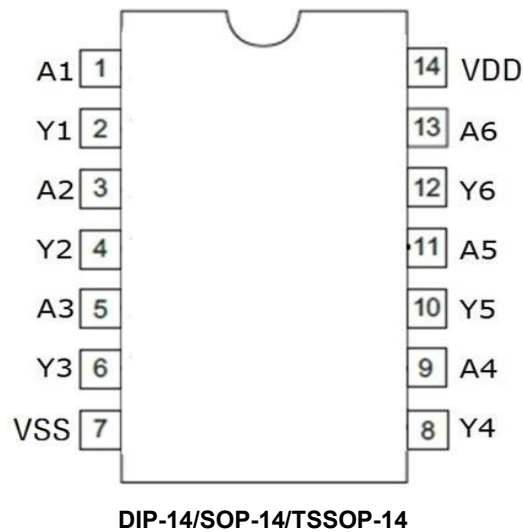 A1 1 14 VDD
Y1 2 13 A6
A2 3 12 Y6
Y2 4 11 A5
A3 5 10 Y5
Y3 6 9 A4
VSS 7 8 Y4
DIP-14/SOP-14/TSSOP-14